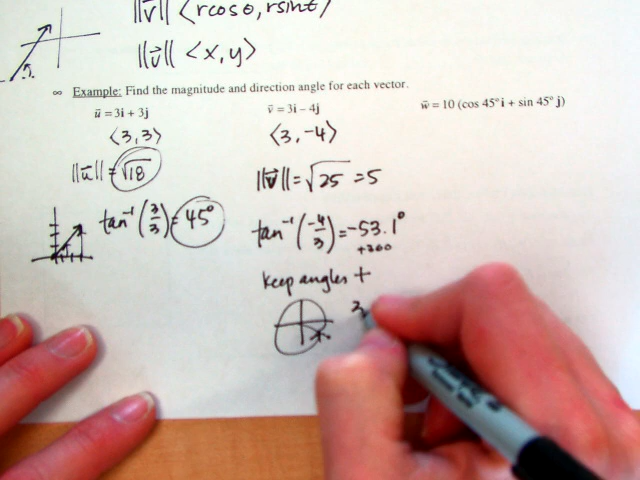 ||v⃗|| ⟨rcosθ, rsinθ⟩
||v⃗|| ⟨x, y⟩
∞ Example: Find the magnitude and direction angle for each vector.
u⃗ = 3i + 3j
⟨3, 3⟩
||u⃗|| = √18
tan⁻¹(3/3) = 45°
v⃗ = 3i – 4j
⟨3, -4⟩
||v⃗|| = √25 = 5
tan⁻¹(-4/3) = -53.1°
+360
keep angles +
w⃗ = 10 (cos 45° i + sin 45° j)